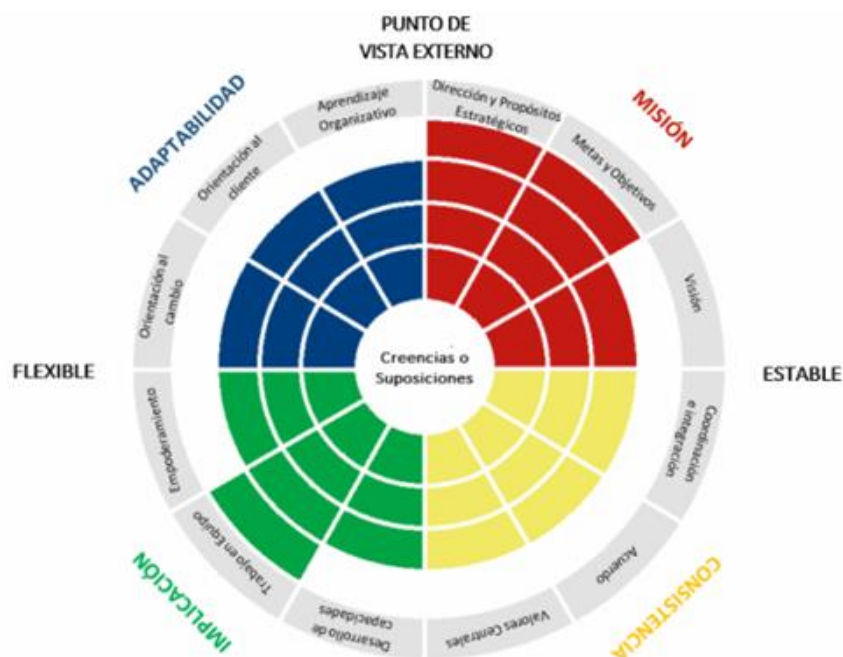 PUNTO DE
VISTA EXTERNO
ADAPTABILIDAD
MISIÓN
Aprendizaje
Organizativo
Dirección y Propósitos
Estratégicos
Orientación al
cliente
Metas y Objetivos
Orientación al
cambio
Visión
FLEXIBLE
Creencias o
Suposiciones
ESTABLE
Empoderamiento
Coordinación
e integración
Trabajo en Equipo
Acuerdo
Desarrollo de
capacidades
Valores Centrales
IMPLICACIÓN
CONSISTENCIA